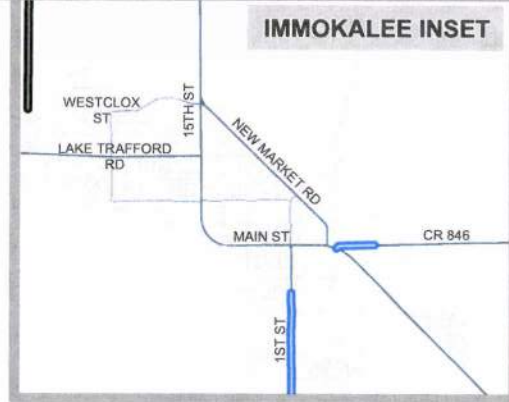 IMMOKALEE INSET
WESTCLOX
ST
15TH ST
LAKE TRAFFORD
RD
NEW MARKET RD
MAIN ST
CR 846
1ST ST